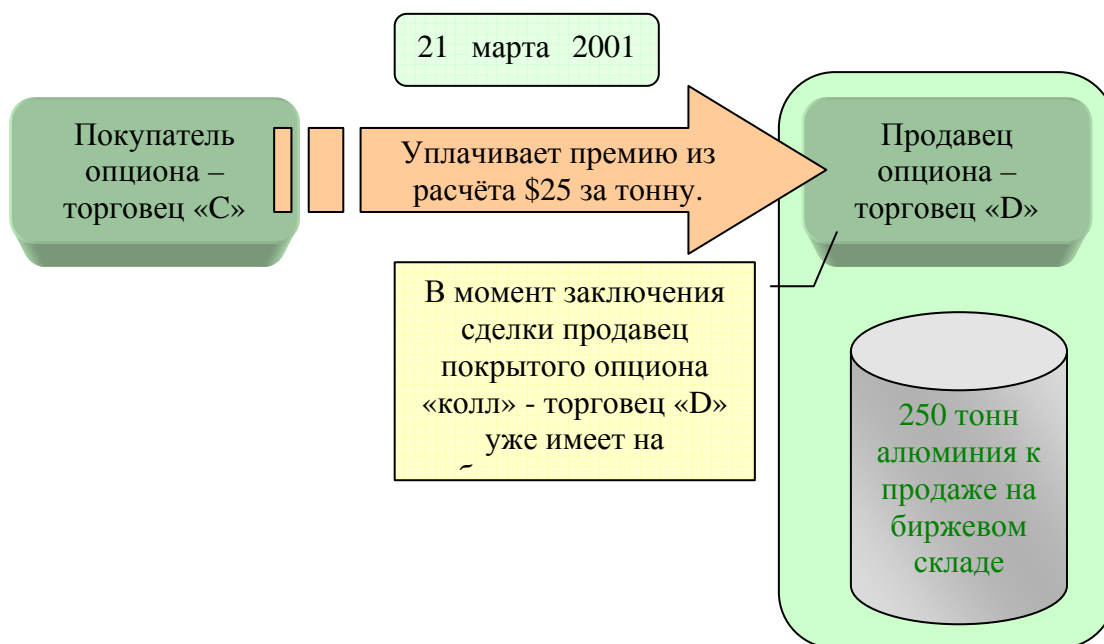 21 марта 2001
Покупатель
опциона –
торговец «С»
Уплачивает премию из
расчёта $25 за тонну.
Продавец
опциона –
торговец «D»
В момент заключения
сделки продавец
покрытого опциона
«колл» - торговец «D»
уже имеет на
250 тонн
алюминия к
продаже на
биржевом
складе